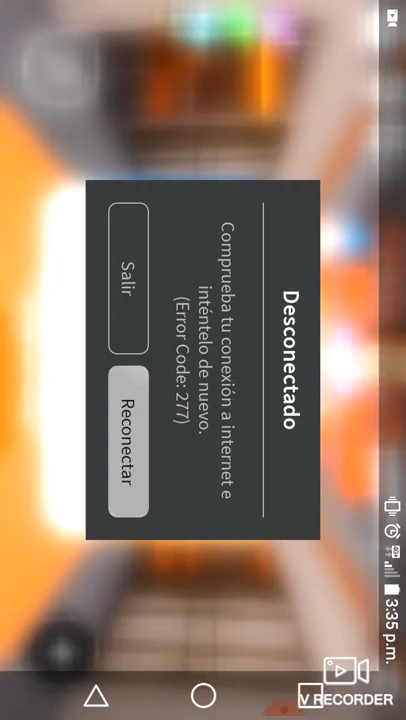 3:35 p.m.
Desconectado
Comprueba tu conexión a internet e
inténtelo de nuevo.
(Error Code: 277)
Salir
Reconectar
V RECORDER